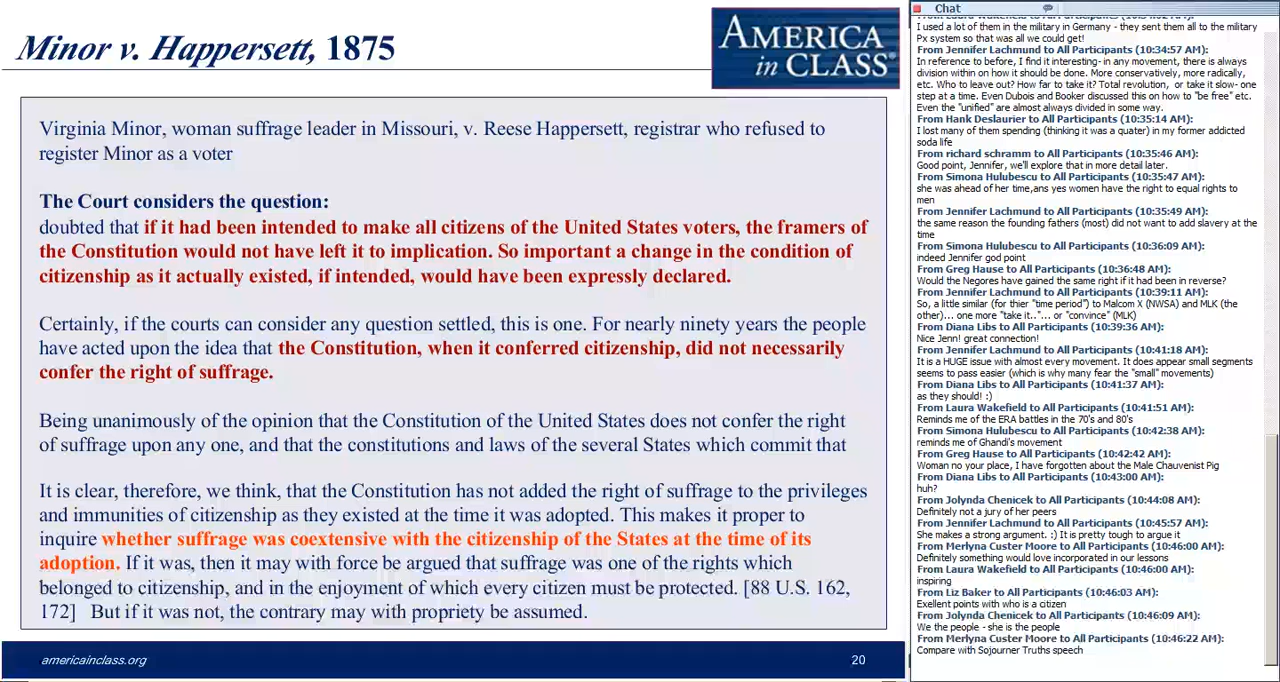 Minor v. Happersett, 1875
AMERICA
in CLASS®
Virginia Minor, woman suffrage leader in Missouri, v. Reese Happersett, registrar who refused to
register Minor as a voter
The Court considers the question:
doubted that if it had been intended to make all citizens of the United States voters, the framers of
the Constitution would not have left it to implication. So important a change in the condition of
citizenship as it actually existed, if intended, would have been expressly declared.
Certainly, if the courts can consider any question settled, this is one. For nearly ninety years the people
have acted upon the idea that the Constitution, when it conferred citizenship, did not necessarily
confer the right of suffrage.
Being unanimously of the opinion that the Constitution of the United States does not confer the right
of suffrage upon any one, and that the constitutions and laws of the several States which commit that
It is clear, therefore, we think, that the Constitution has not added the right of suffrage to the privileges
and immunities of citizenship as they existed at the time it was adopted. This makes it proper to
inquire whether suffrage was coextensive with the citizenship of the States at the time of its
adoption. If it was, then it may with force be argued that suffrage was one of the rights which
belonged to citizenship, and in the enjoyment of which every citizen must be protected. [88 U.S. 162,
172] But if it was not, the contrary may with propriety be assumed.
americainclass.org
20
Chat
I used a lot of them in the military in Germany - they sent them all to the military
Px system so that was all we could get!
From Jennifer Lachmund to All Participants (10:34:57 AM):
In reference to before, I find it interesting- in any movement, there is always
division within on how it should be done. More conservatively, more radically,
etc. Who to leave out? How far to take it? Total revolution, or take it slow- one
step at a time. Even Dubois and Booker discussed this on how to "be free" etc.
Even the "unified" are almost always divided in some way.
From Hank Deslaurier to All Participants (10:35:14 AM):
I lost many of them spending (thinking it was a quater) in my former addicted
soda life
From richard schramm to All Participants (10:35:46 AM):
Good point, Jennifer, we'll explore that in more detail later.
From Simona Hulubescu to All Participants (10:35:47 AM):
she was ahead of her time,ans yes women have the right to equal rights to
men
From Jennifer Lachmund to All Participants (10:35:49 AM):
the same reason the founding fathers (most) did not want to add slavery at the
time
From Simona Hulubescu to All Participants (10:36:09 AM):
indeed Jennifer god point
From Greg Hause to All Participants (10:36:48 AM):
Would the Negores have gained the same right if it had been in reverse?
From Jennifer Lachmund to All Participants (10:39:11 AM):
So, a little similar (for thier "time period") to Malcom X (NWSA) and MLK (the
other)... one more "take it.."... or "convince" (MLK)
From Diana Libs to All Participants (10:39:36 AM):
Nice Jenn! great connection!
From Jennifer Lachmund to All Participants (10:41:18 AM):
It is a HUGE issue with almost every movement. It does appear small segments
seems to pass easier (which is why many fear the "small" movements)
From Diana Libs to All Participants (10:41:37 AM):
as they should! :)
From Laura Wakefield to All Participants (10:41:51 AM):
Reminds me of the ERA battles in the 70's and 80's
From Simona Hulubescu to All Participants (10:42:38 AM):
reminds me of Ghandi's movement
From Greg Hause to All Participants (10:42:42 AM):
Woman no your place, I have forgotten about the Male Chauvenist Pig
From Diana Libs to All Participants (10:43:00 AM):
huh?
From Jolynda Chenicek to All Participants (10:44:08 AM):
Definitely not a jury of her peers
From Jennifer Lachmund to All Participants (10:45:57 AM):
She makes a strong argument. :) It is pretty tough to argue it
From Merlyna Custer Moore to All Participants (10:46:00 AM):
Definitely something would love incorporated in our lessons
From Laura Wakefield to All Participants (10:46:00 AM):
inspiring
From Liz Baker to All Participants (10:46:03 AM):
Exellent points with who is a citizen
From Jolynda Chenicek to All Participants (10:46:09 AM):
We the people - she is the people
From Merlyna Custer Moore to All Participants (10:46:22 AM):
Compare with Sojourner Truths speech